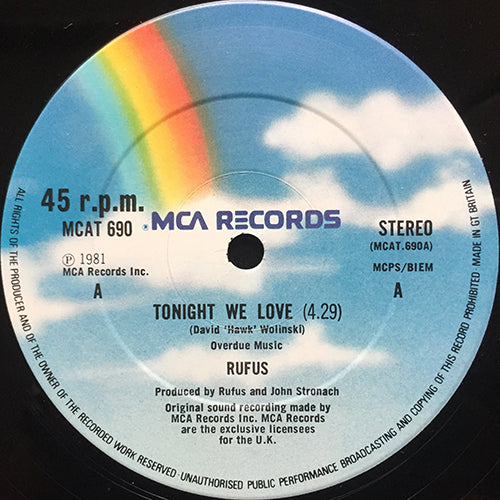 45 r.p.m.
MCAT 690
MCA RECORDS
STEREO
(MCAT.690A)
℗ 1981
MCA Records Inc.
MCPS/BIEM
A
A
TONIGHT WE LOVE (4.29)
(David 'Hawk' Wolinski)
Overdue Music
RUFUS
Produced by Rufus and John Stronach
Original sound recording made by
MCA Records Inc. MCA Records
are the exclusive licensees
for the U.K.
ALL RIGHTS OF THE PRODUCER AND OF THE OWNER OF THE RECORDED WORK RESERVED · UNAUTHORISED PUBLIC PERFORMANCE BROADCASTING AND COPYING OF THIS RECORD PROHIBITED MADE IN GT BRITAIN